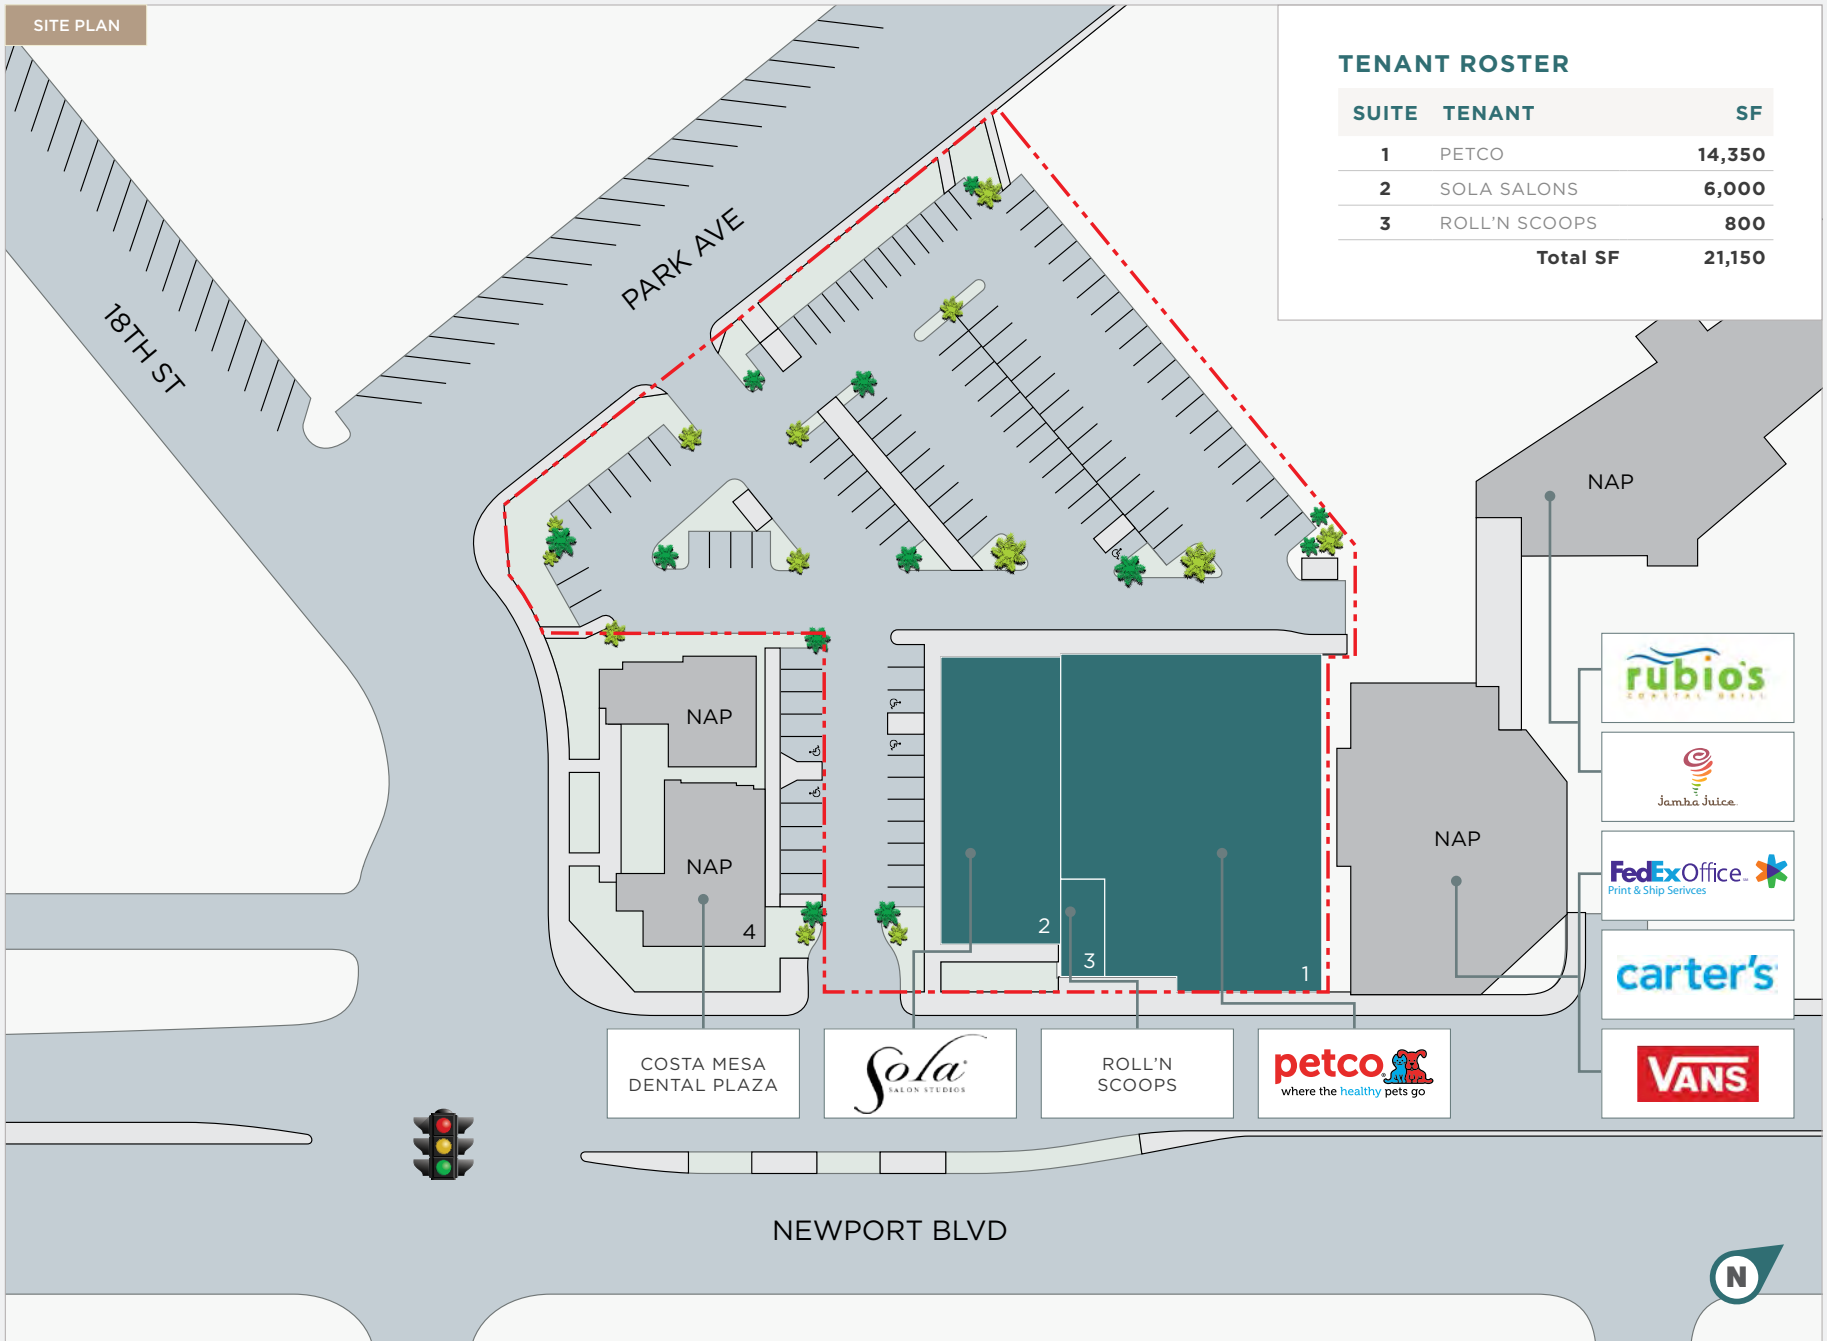 SITE PLAN
TENANT ROSTER
SUITE TENANT SF
1 PETCO 14,350
2 SOLA SALONS 6,000
3 ROLL'N SCOOPS 800
Total SF 21,150
PARK AVE
18TH ST
NAP
NAP
NAP
NAP
4
2
3
1
rubio's
COASTAL GRILL
Jamba Juice
FedEx Office
Print & Ship Serivces
carter's
VANS
COSTA MESA
DENTAL PLAZA
Sola
SALON STUDIOS
ROLL'N
SCOOPS
petco
where the healthy pets go
NEWPORT BLVD
N